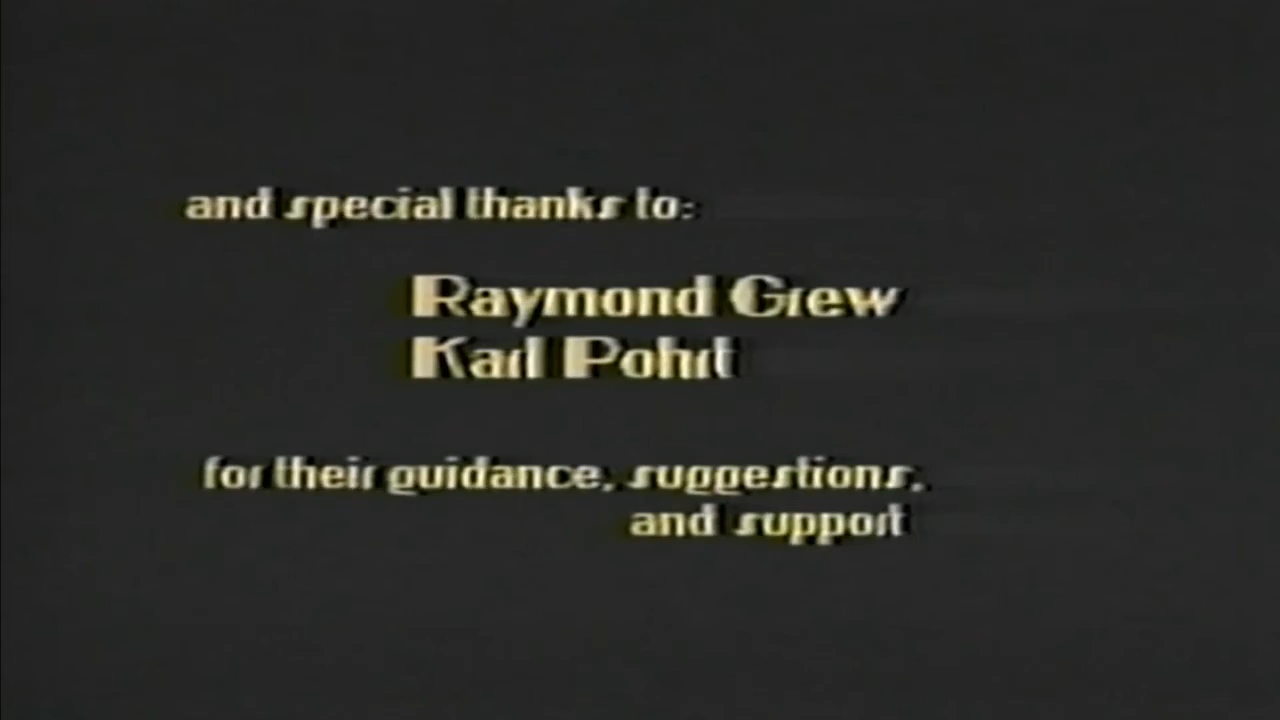 and special thanks to:
Raymond Grew
Karl Pohrt
for their guidance, suggestions,
and support